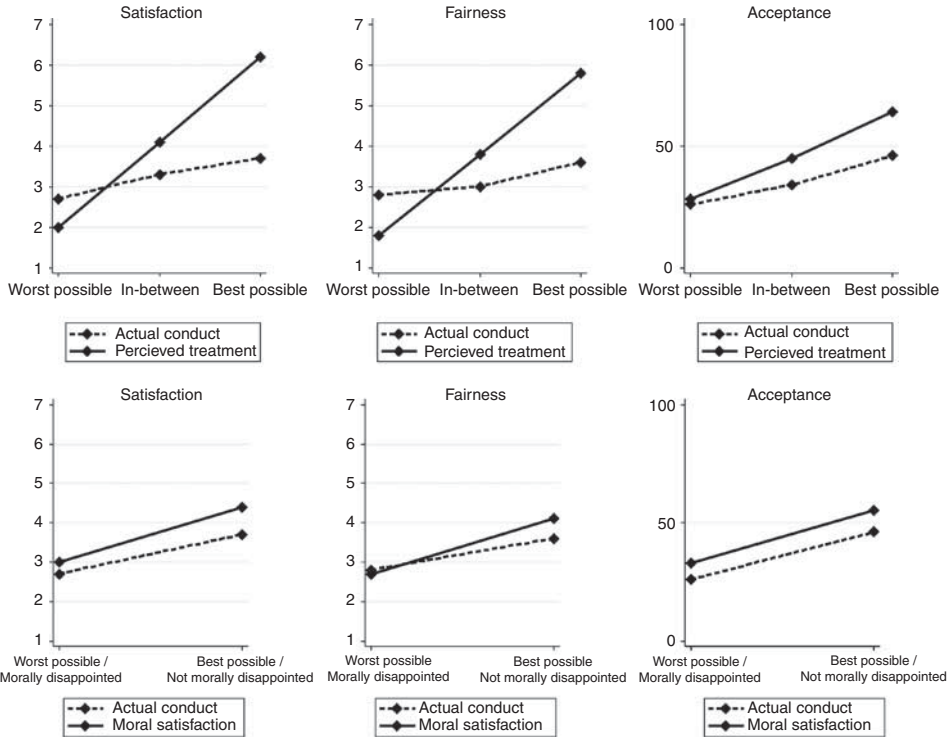 Satisfaction
7
6
5
4
3
2
1
Worst possible In-between Best possible
Actual conduct
Percieved treatment
Fairness
7
6
5
4
3
2
1
Worst possible In-between Best possible
Actual conduct
Percieved treatment
Acceptance
100
50
0
Worst possible In-between Best possible
Actual conduct
Percieved treatment
Satisfaction
7
6
5
4
3
2
1
Worst possible / Best possible /
Morally disappointed Not morally disappointed
Actual conduct
Moral satisfaction
Fairness
7
6
5
4
3
2
1
Worst possible Best possible
Morally disappointed Not morally disappointed
Actual conduct
Moral satisfaction
Acceptance
100
50
0
Worst possible / Best possible /
Morally disappointed Not morally disappointed
Actual conduct
Moral satisfaction